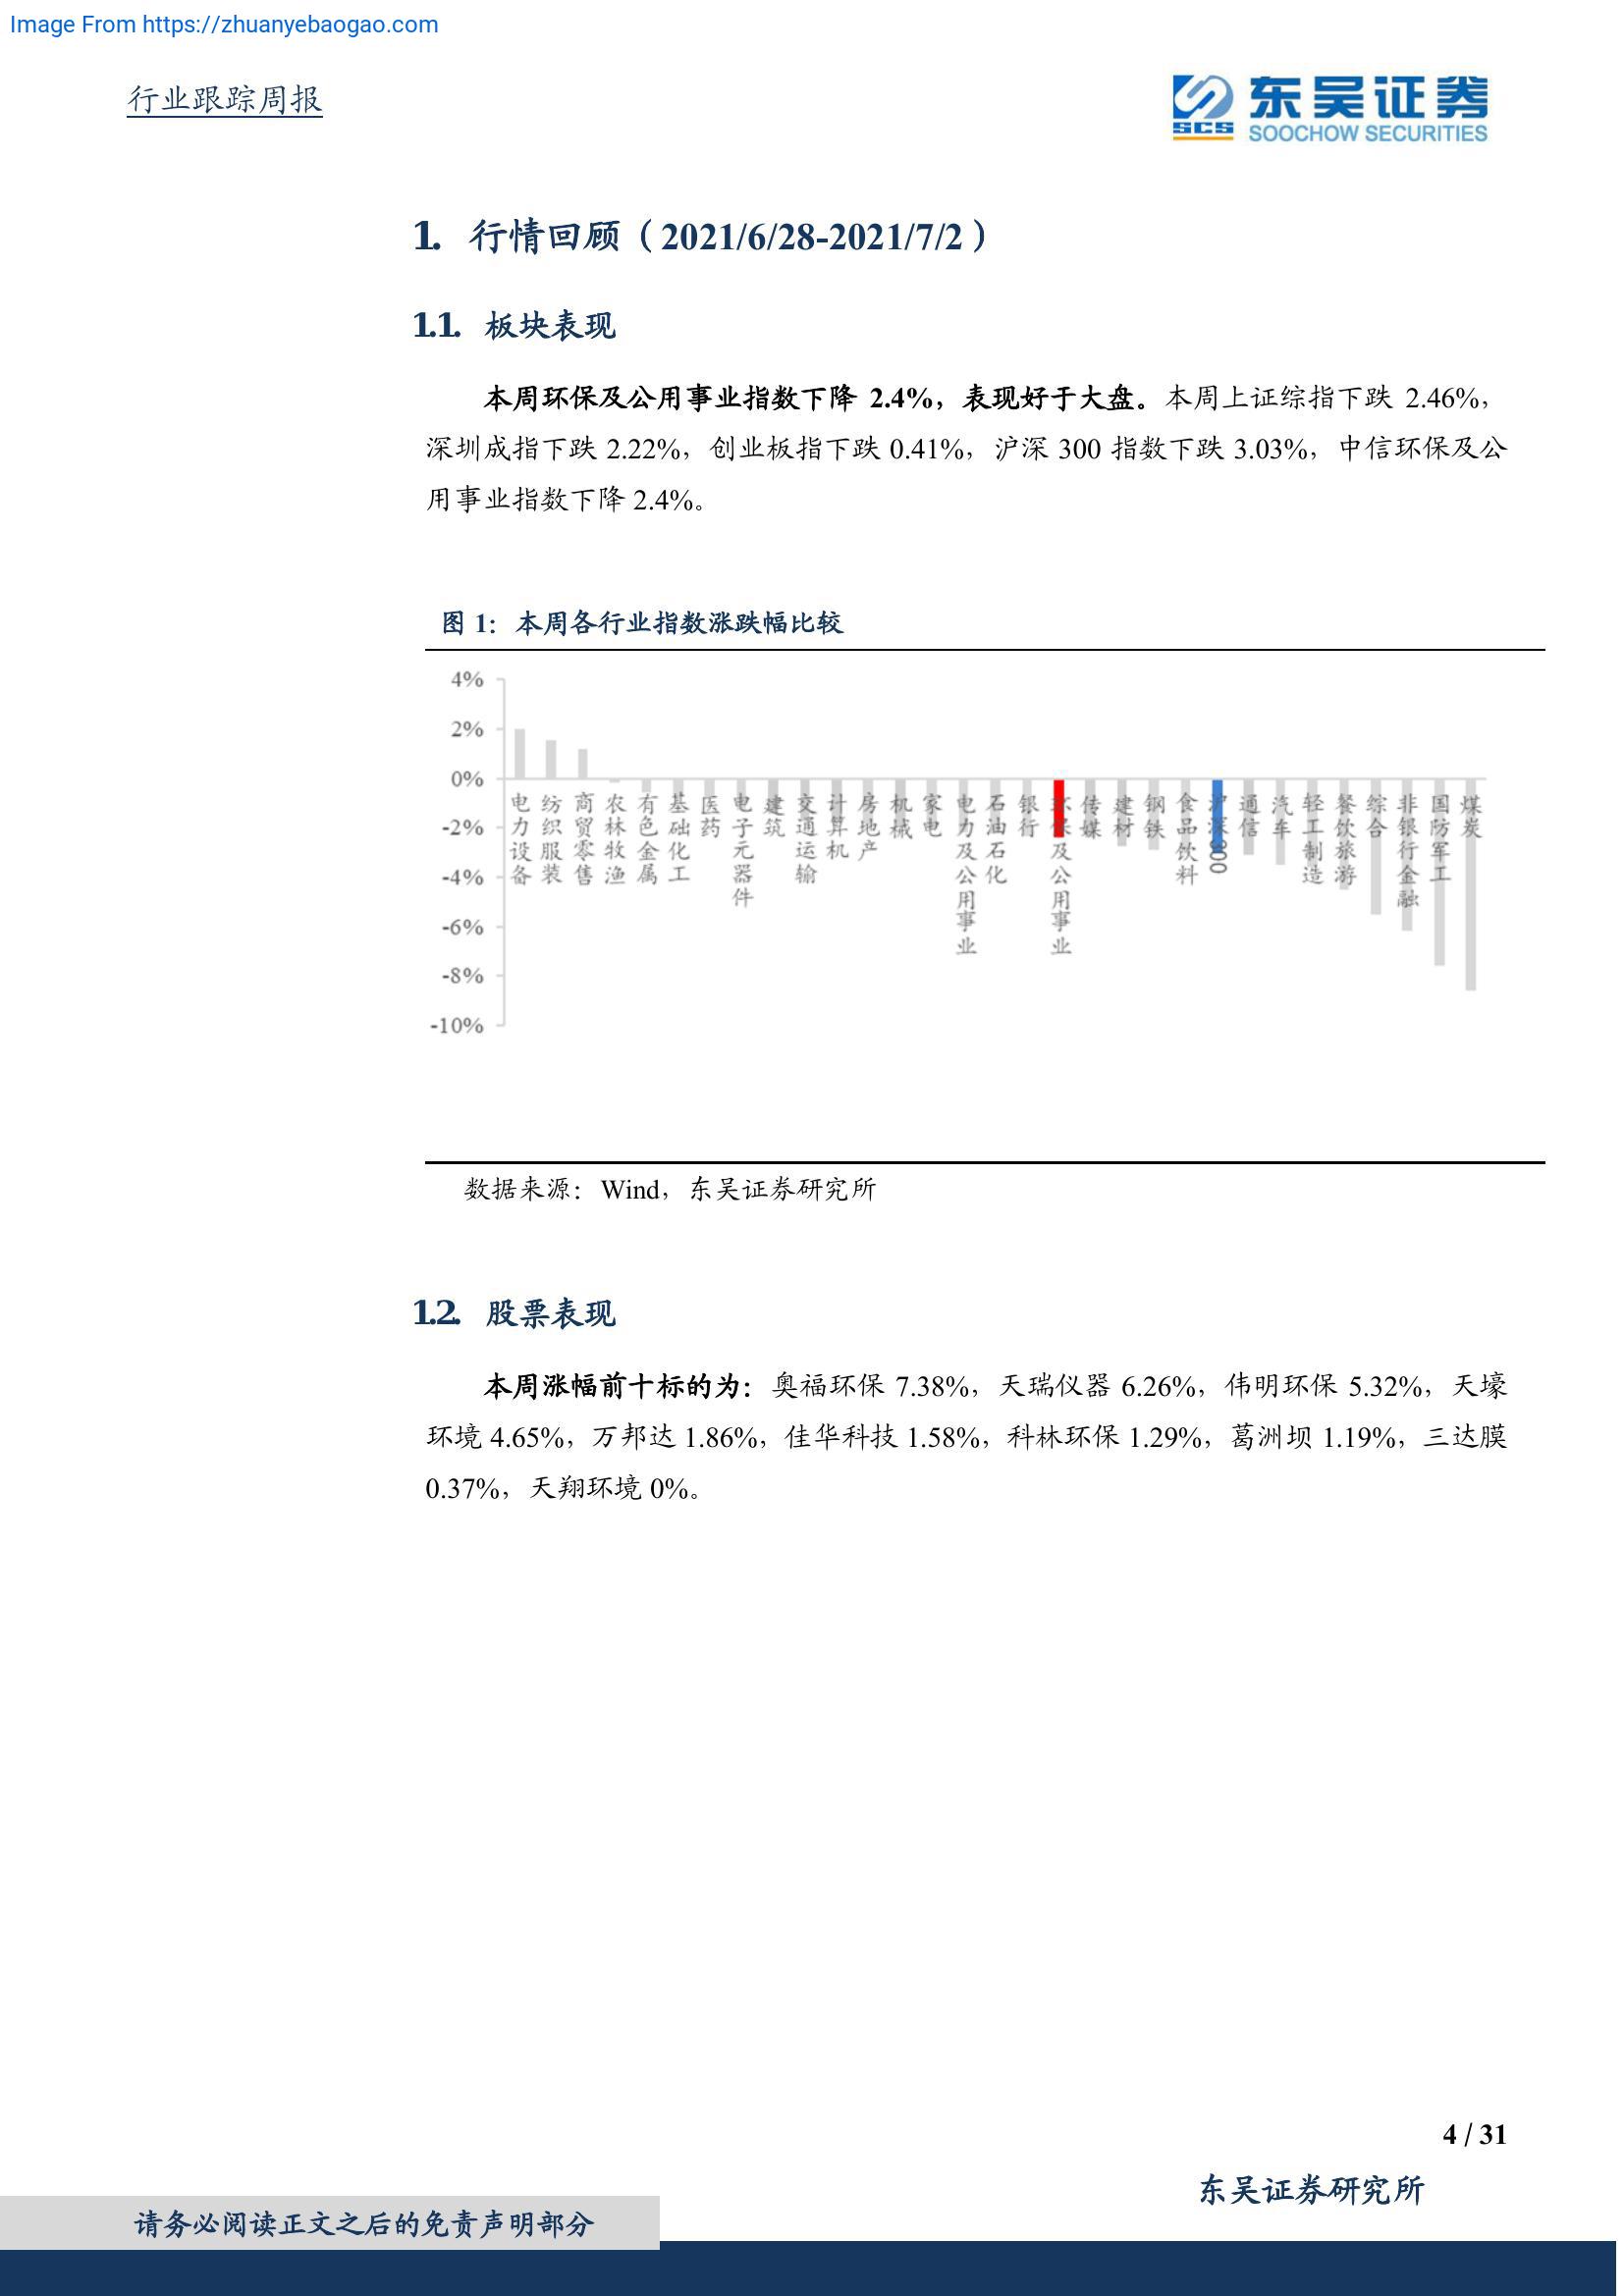 Image From https://zhuanyebaogao.com
行业跟踪周报
东吴证券
SCS
SOOCHOW SECURITIES
1. 行情回顾（2021/6/28-2021/7/2）
1.1. 板块表现
本周环保及公用事业指数下降 2.4%，表现好于大盘。本周上证综指下跌 2.46%，
深圳成指下跌 2.22%，创业板指下跌 0.41%，沪深 300 指数下跌 3.03%，中信环保及公
用事业指数下降 2.4%。
图 1：本周各行业指数涨跌幅比较
4%
2%
0%
-2%
-4%
-6%
-8%
-10%
电力设备
纺织服装
商贸零售
农林牧渔
有色金属
基础化工
医药
电子元器件
建筑
交通运输
计算机
房地产
机械
家电
电力及公用事业
石油石化
银行
环保及公用事业
传媒
建材
钢铁
食品饮料
沪深300
通信
汽车
轻工制造
餐饮旅游
综合
非银行金融
国防军工
煤炭
数据来源：Wind，东吴证券研究所
1.2. 股票表现
本周涨幅前十标的为：奥福环保 7.38%，天瑞仪器 6.26%，伟明环保 5.32%，天壕
环境 4.65%，万邦达 1.86%，佳华科技 1.58%，科林环保 1.29%，葛洲坝 1.19%，三达膜
0.37%，天翔环境 0%。
4 / 31
东吴证券研究所
请务必阅读正文之后的免责声明部分